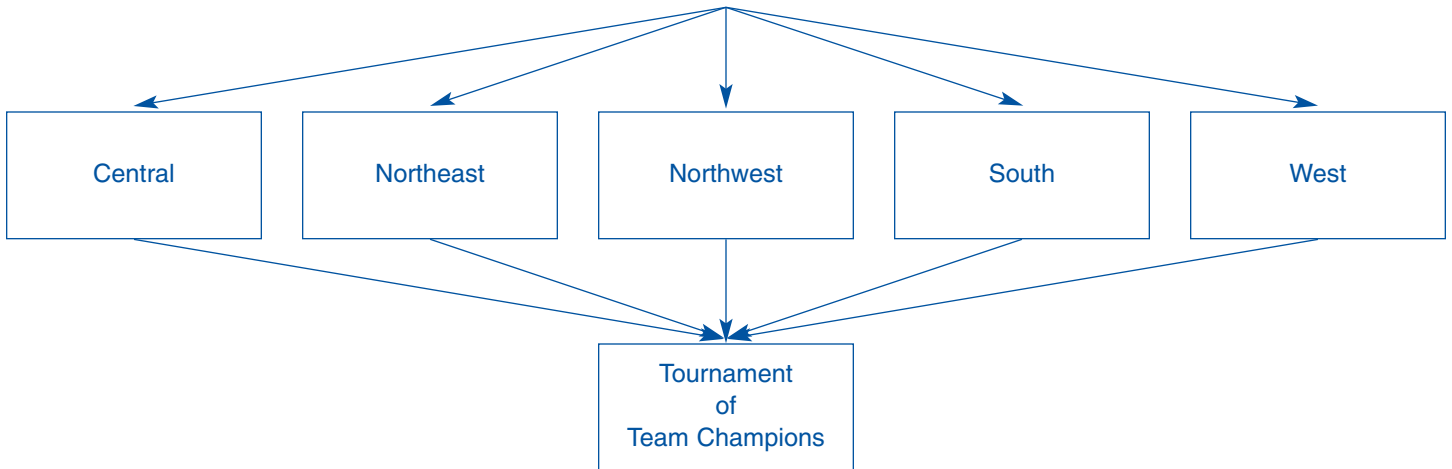 Central
Northeast
Northwest
South
West
Tournament
of
Team Champions